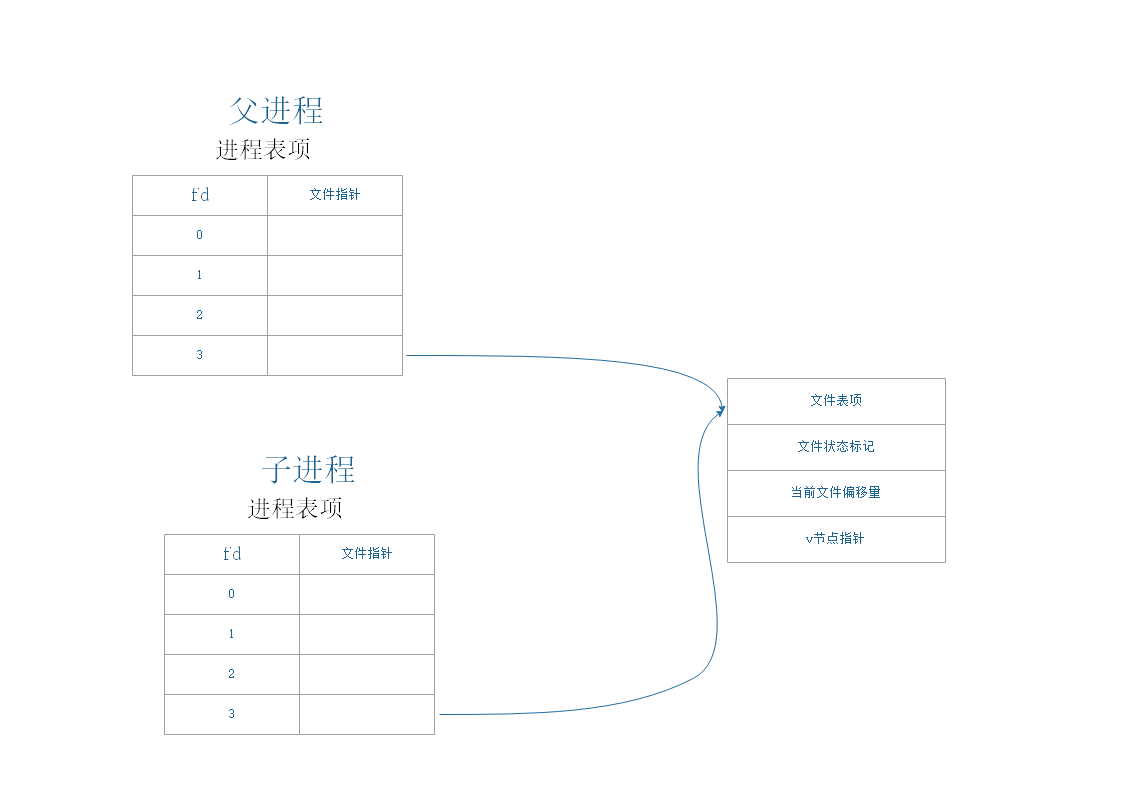 父进程
进程表项
fd 文件指针
0
1
2
3
文件表项
文件状态标记
当前文件偏移量
v节点指针
子进程
进程表项
fd 文件指针
0
1
2
3